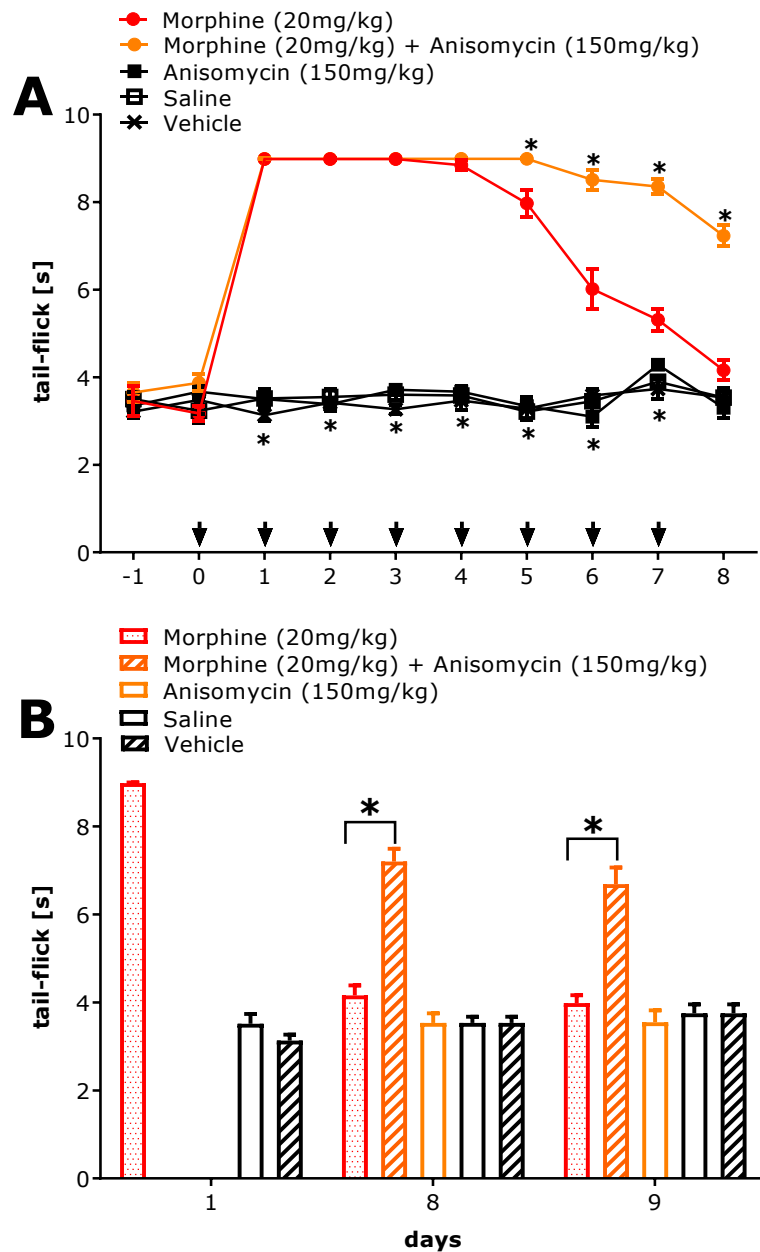 Morphine (20mg/kg)
Morphine (20mg/kg) + Anisomycin (150mg/kg)
Anisomycin (150mg/kg)
Saline
Vehicle
A
10
8
6
4
2
0
tail-flick [s]
* * * *
* * * * * * *
-1 0 1 2 3 4 5 6 7 8
Morphine (20mg/kg)
Morphine (20mg/kg) + Anisomycin (150mg/kg)
Anisomycin (150mg/kg)
Saline
Vehicle
B
10
8
6
4
2
0
tail-flick [s]
* *
1 8 9
days